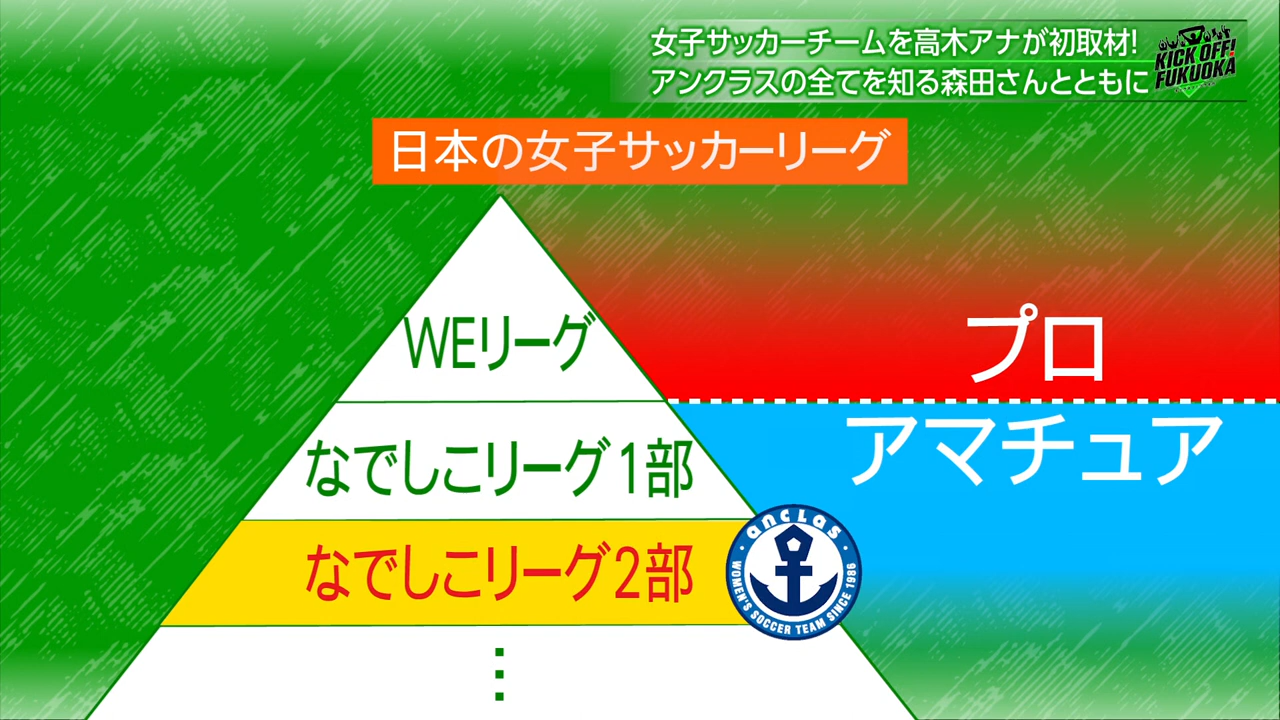 女子サッカーチームを高木アナが初取材!
アンクラスの全てを知る森田さんとともに
KICK OFF!
FUKUOKA
日本の女子サッカーリーグ
WEリーグ
プロ
アマチュア
なでしこリーグ1部
なでしこリーグ2部
anclas
WOMEN'S SOCCER TEAM SINCE 1986